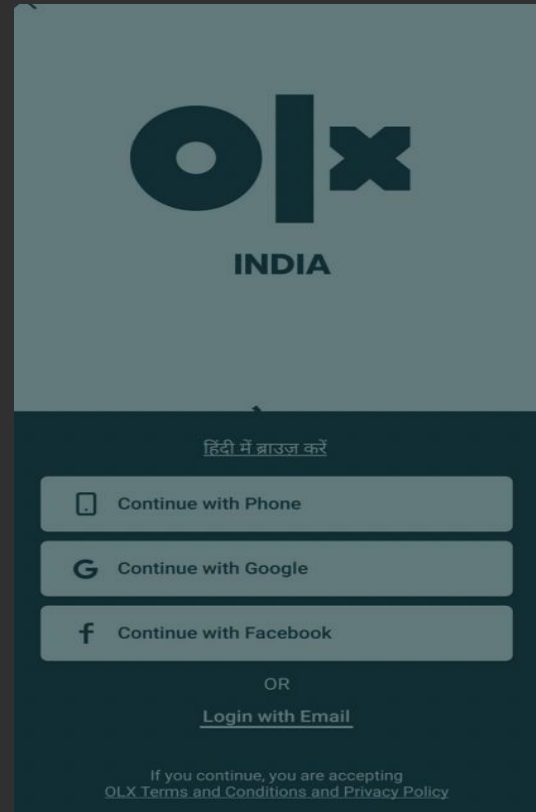 olx
INDIA
हिंदी में ब्राउज़ करें
Continue with Phone
G Continue with Google
f Continue with Facebook
OR
Login with Email
If you continue, you are accepting
OLX Terms and Conditions and Privacy Policy